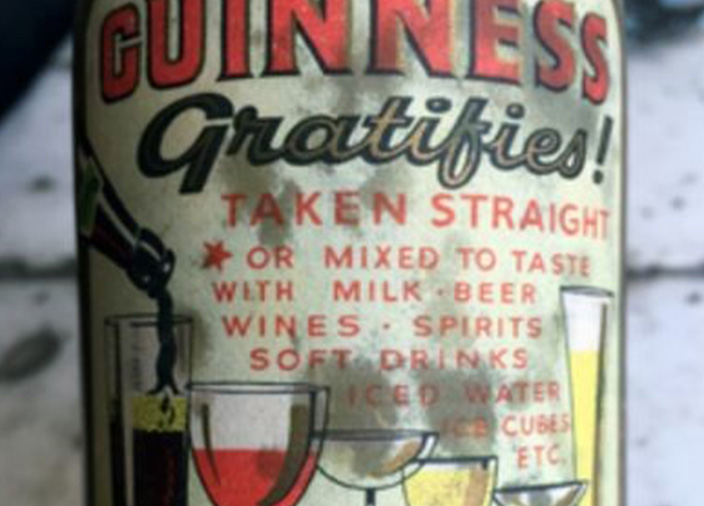 GUINNESS
Gratifies!
TAKEN STRAIGHT
★ OR MIXED TO TASTE
WITH MILK · BEER
WINES · SPIRITS
SOFT DRINKS
ICED WATER
ICE CUBES
ETC.